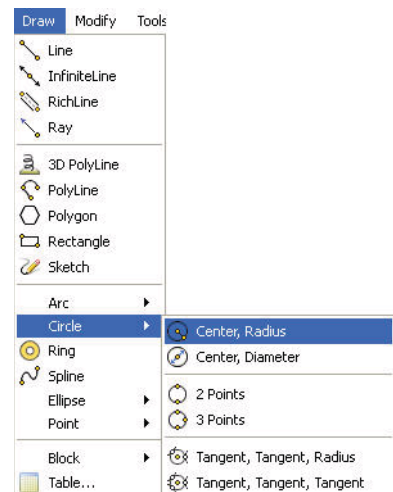 Draw Modify Tools
Line
InfiniteLine
RichLine
Ray
3D PolyLine
PolyLine
Polygon
Rectangle
Sketch
Arc
Circle
Ring
Spline
Ellipse
Point
Block
Table...
Center, Radius
Center, Diameter
2 Points
3 Points
Tangent, Tangent, Radius
Tangent, Tangent, Tangent